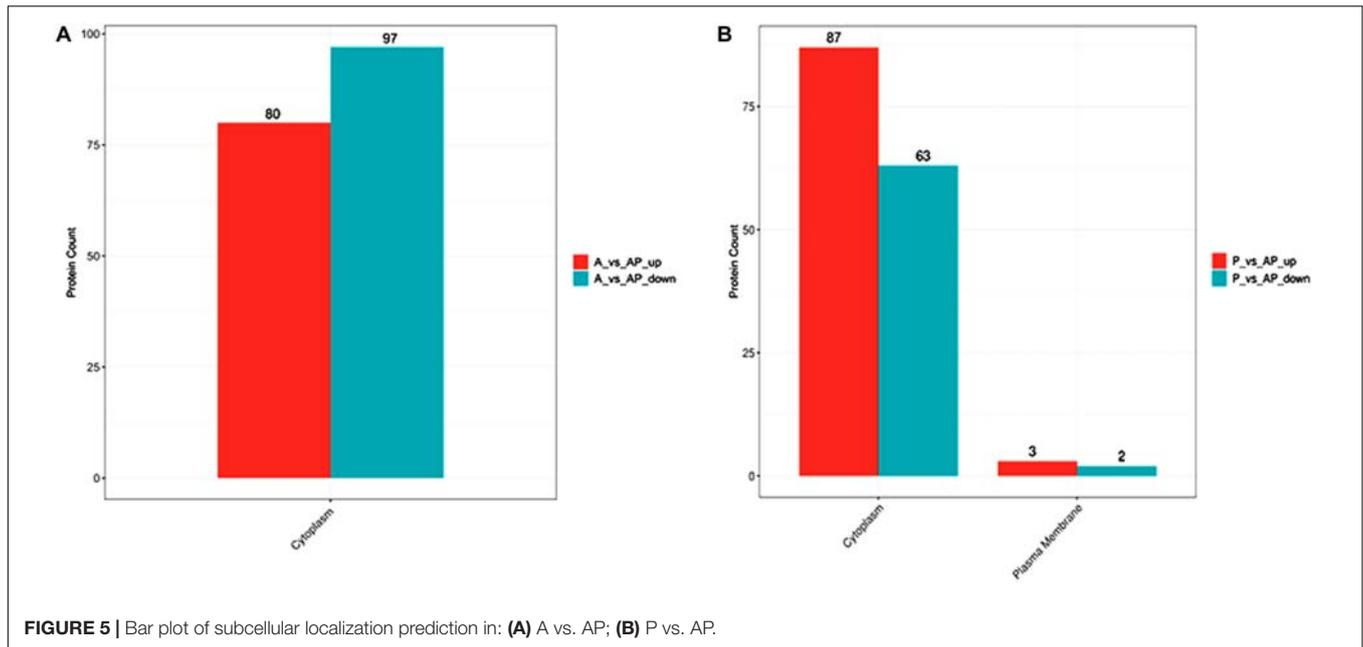 A
100
75
50
25
0
Protein Count
80
97
Cytoplasm
A_vs_AP_up
A_vs_AP_down
B
75
50
25
0
Protein Count
87
63
3
2
Cytoplasm
Plasma Membrane
P_vs_AP_up
P_vs_AP_down
FIGURE 5 | Bar plot of subcellular localization prediction in: (A) A vs. AP; (B) P vs. AP.